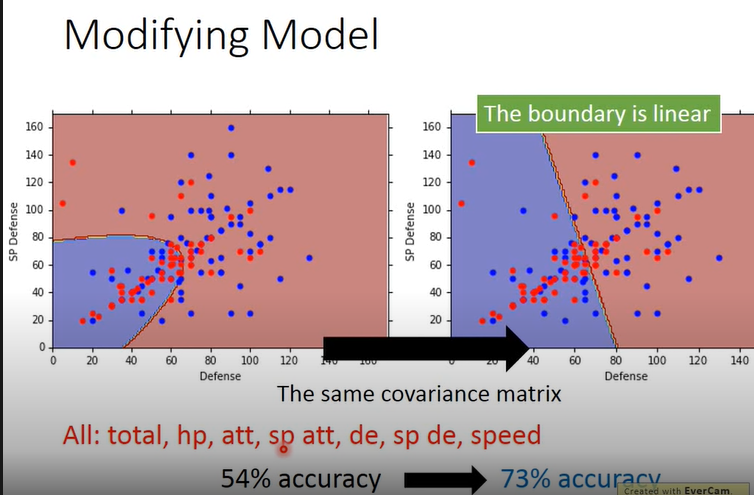 Modifying Model
The boundary is linear
160
140
120
100
80
60
40
20
0
SP Defense
0 20 40 60 80 100 120 140 160
Defense
160
140
120
100
80
60
40
20
SP Defense
0 20 40 60 80 100 120 140
Defense
The same covariance matrix
All: total, hp, att, sp att, de, sp de, speed
54% accuracy
73% accuracy
Created with EverCam.